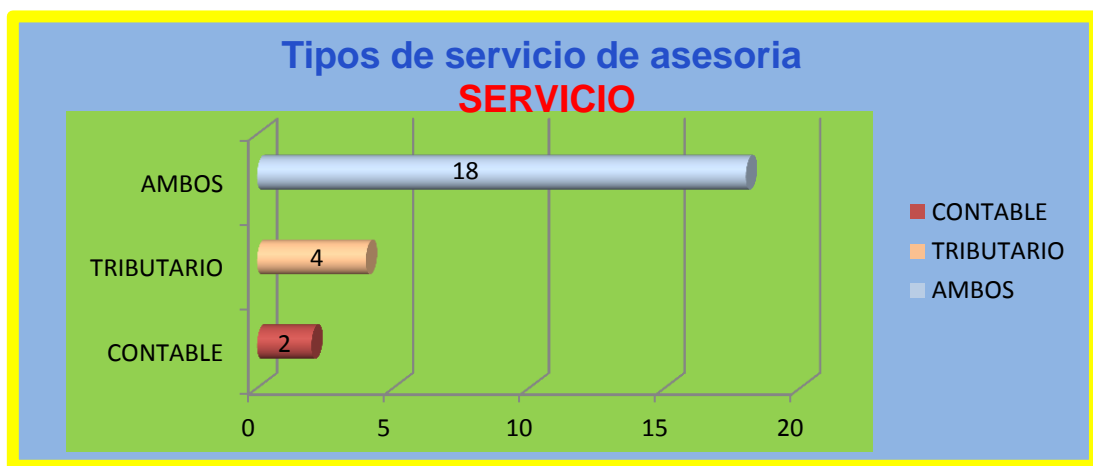 Tipos de servicio de asesoria
SERVICIO
AMBOS
18
TRIBUTARIO
4
CONTABLE
2
0 5 10 15 20
CONTABLE
TRIBUTARIO
AMBOS